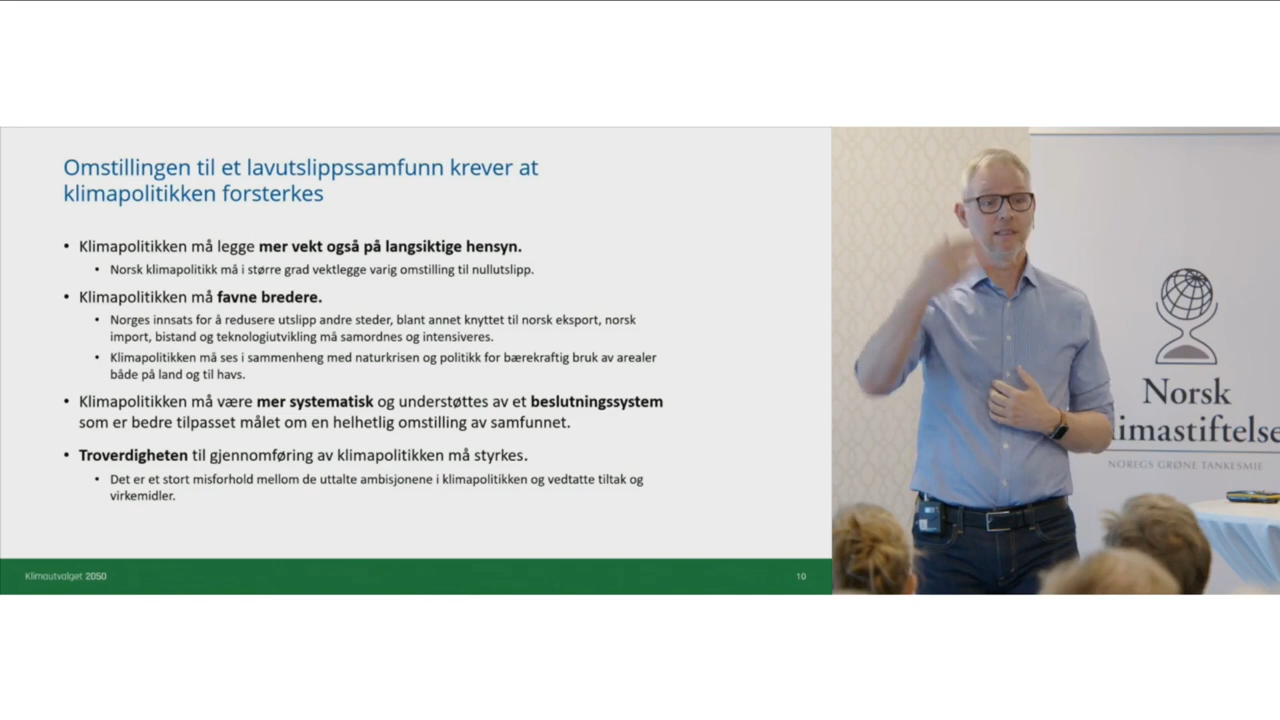 Omstillingen til et lavutslippssamfunn krever at
klimapolitikken forsterkes
• Klimapolitikken må legge mer vekt også på langsiktige hensyn.
• Norsk klimapolitikk må i større grad vektlegge varig omstilling til nullutslipp.
• Klimapolitikken må favne bredere.
• Norges innsats for å redusere utslipp andre steder, blant annet knyttet til norsk eksport, norsk
import, bistand og teknologiutvikling må samordnes og intensiveres.
• Klimapolitikken må ses i sammenheng med naturkrisen og politikk for bærekraftig bruk av arealer
både på land og til havs.
• Klimapolitikken må være mer systematisk og understøttes av et beslutningssystem
som er bedre tilpasset målet om en helhetlig omstilling av samfunnet.
• Troverdigheten til gjennomføring av klimapolitikken må styrkes.
• Det er et stort misforhold mellom de uttalte ambisjonene i klimapolitikken og vedtatte tiltak og
virkemidler.
Klimautvalget 2050
10
Norsk
limastiftelse
NOREGS GRØNE TANKESMIE